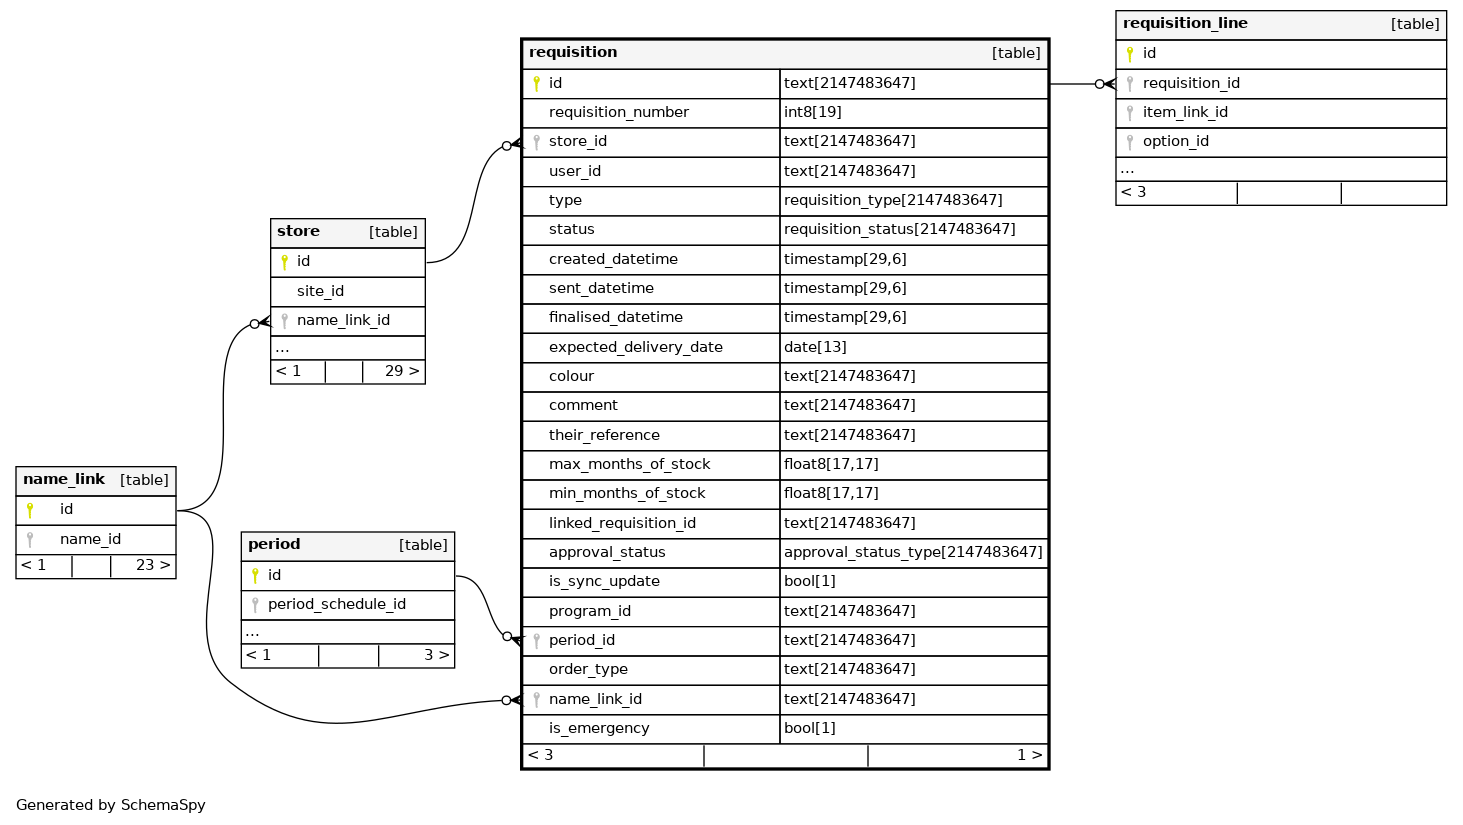 requisition_line [table]
id
requisition_id
item_link_id
option_id
...
< 3
requisition [table]
id text[2147483647]
requisition_number int8[19]
store_id text[2147483647]
user_id text[2147483647]
type requisition_type[2147483647]
status requisition_status[2147483647]
created_datetime timestamp[29,6]
sent_datetime timestamp[29,6]
finalised_datetime timestamp[29,6]
expected_delivery_date date[13]
colour text[2147483647]
comment text[2147483647]
their_reference text[2147483647]
max_months_of_stock float8[17,17]
min_months_of_stock float8[17,17]
linked_requisition_id text[2147483647]
approval_status approval_status_type[2147483647]
is_sync_update bool[1]
program_id text[2147483647]
period_id text[2147483647]
order_type text[2147483647]
name_link_id text[2147483647]
is_emergency bool[1]
< 3 1 >
store [table]
id
site_id
name_link_id
...
< 1 29 >
name_link [table]
id
name_id
< 1 23 >
period [table]
id
period_schedule_id
...
< 1 3 >
Generated by SchemaSpy